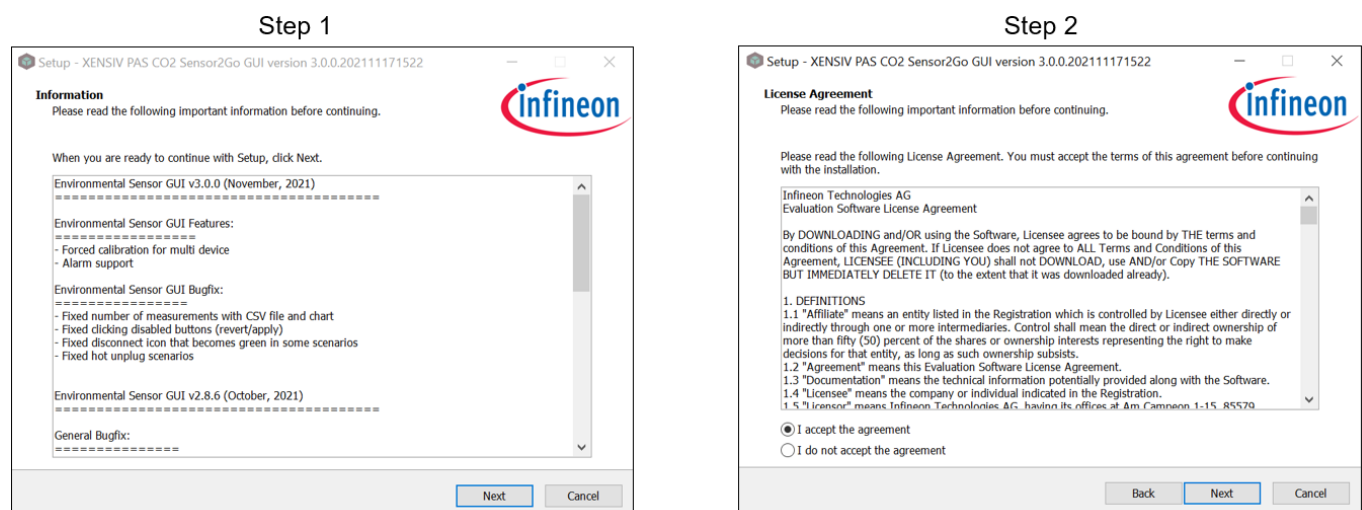 Step 1
Setup - XENSIV PAS CO2 Sensor2Go GUI version 3.0.0.202111171522
Information
Please read the following important information before continuing.
infineon
When you are ready to continue with Setup, click Next.
Environmental Sensor GUI v3.0.0 (November, 2021)
========================================
Environmental Sensor GUI Features:
=================
- Forced calibration for multi device
- Alarm support
Environmental Sensor GUI Bugfix:
================
- Fixed number of measurements with CSV file and chart
- Fixed clicking disabled buttons (revert/apply)
- Fixed disconnect icon that becomes green in some scenarios
- Fixed hot unplug scenarios
Environmental Sensor GUI v2.8.6 (October, 2021)
========================================
General Bugfix:
===============
Next
Cancel
Step 2
Setup - XENSIV PAS CO2 Sensor2Go GUI version 3.0.0.202111171522
License Agreement
Please read the following important information before continuing.
infineon
Please read the following License Agreement. You must accept the terms of this agreement before continuing
with the installation.
Infineon Technologies AG
Evaluation Software License Agreement
By DOWNLOADING and/OR using the Software, Licensee agrees to be bound by THE terms and
conditions of this Agreement. If Licensee does not agree to ALL Terms and Conditions of this
Agreement, LICENSEE (INCLUDING YOU) shall not DOWNLOAD, use AND/or Copy THE SOFTWARE
BUT IMMEDIATELY DELETE IT (to the extent that it was downloaded already).
1. DEFINITIONS
1.1 "Affiliate" means an entity listed in the Registration which is controlled by Licensee either directly or
indirectly through one or more intermediaries. Control shall mean the direct or indirect ownership of
more than fifty (50) percent of the shares or ownership interests representing the right to make
decisions for that entity, as long as such ownership subsists.
1.2 "Agreement" means this Evaluation Software License Agreement.
1.3 "Documentation" means the technical information potentially provided along with the Software.
1.4 "Licensee" means the company or individual indicated in the Registration.
1.5 "Licensor" means Infineon Technologies AG, having its offices at Am Campeon 1-15, 85579
I accept the agreement
I do not accept the agreement
Back
Next
Cancel